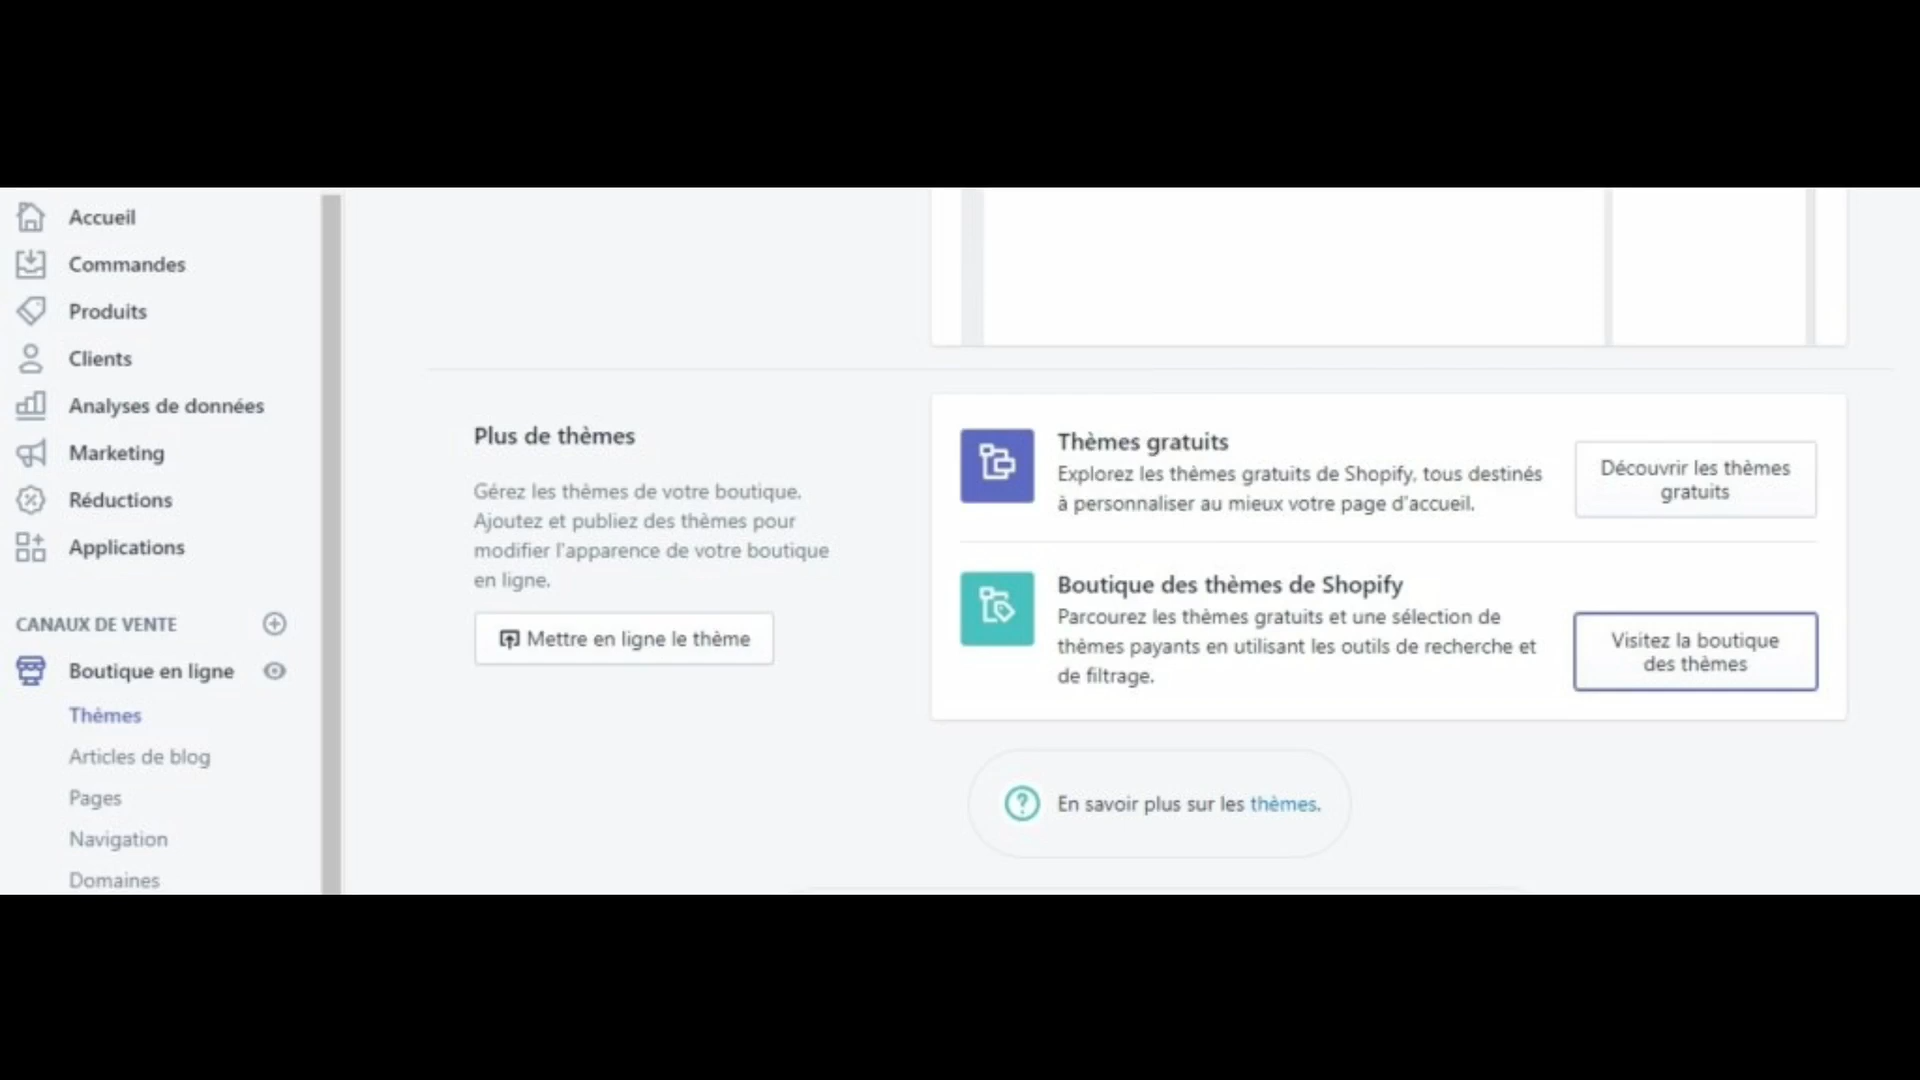 Accueil
Commandes
Produits
Clients
Analyses de données
Marketing
Réductions
Applications
CANAUX DE VENTE
Boutique en ligne
Thèmes
Articles de blog
Pages
Navigation
Domaines
Plus de thèmes
Gérez les thèmes de votre boutique.
Ajoutez et publiez des thèmes pour
modifier l'apparence de votre boutique
en ligne.
Mettre en ligne le thème
Thèmes gratuits
Explorez les thèmes gratuits de Shopify, tous destinés
à personnaliser au mieux votre page d'accueil.
Découvrir les thèmes
gratuits
Boutique des thèmes de Shopify
Parcourez les thèmes gratuits et une sélection de
thèmes payants en utilisant les outils de recherche et
de filtrage.
Visitez la boutique
des thèmes
En savoir plus sur les thèmes.